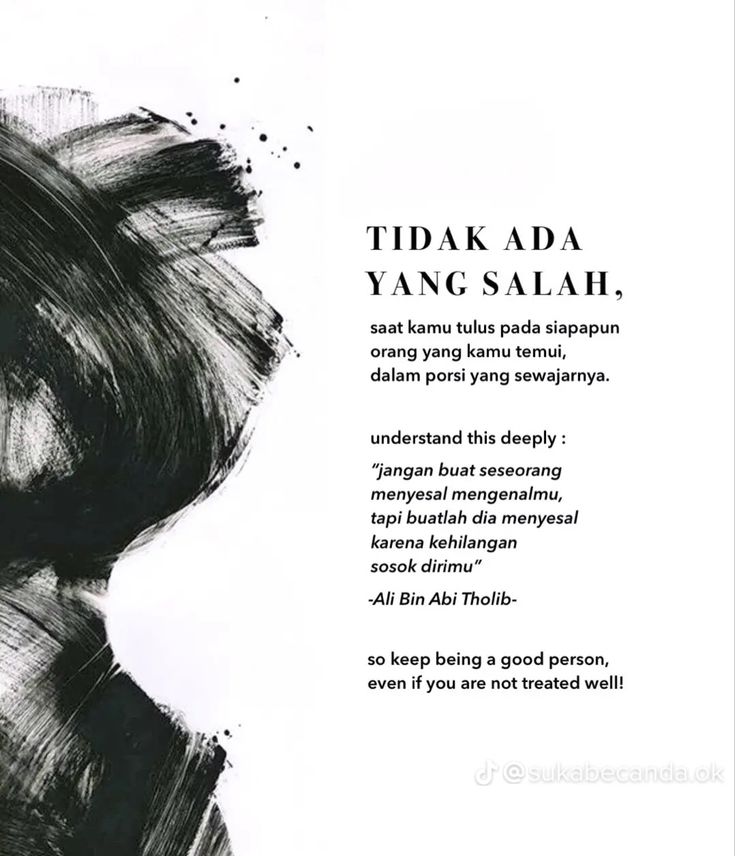 TIDAK ADA
YANG SALAH,
saat kamu tulus pada siapapun
orang yang kamu temui,
dalam porsi yang sewajarnya.
understand this deeply :
“jangan buat seseorang
menyesal mengenalmu,
tapi buatlah dia menyesal
karena kehilangan
sosok dirimu”
-Ali Bin Abi Tholib-
so keep being a good person,
even if you are not treated well!
@sukabecanda.ok